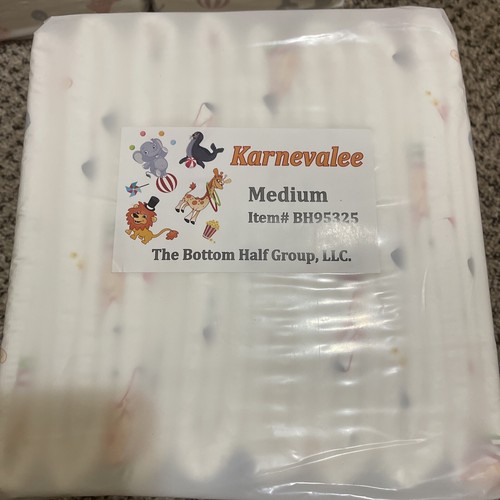 Karnevalee
Medium
Item# BH95325
The Bottom Half Group, LLC.